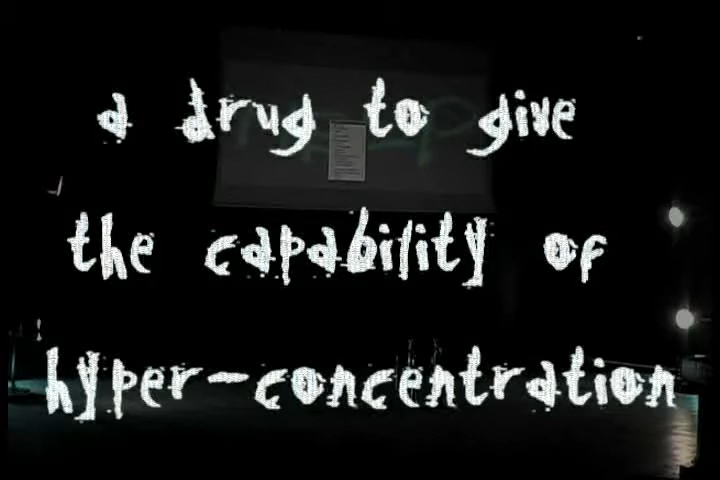 a drug to give
the capability of
hyper-concentration